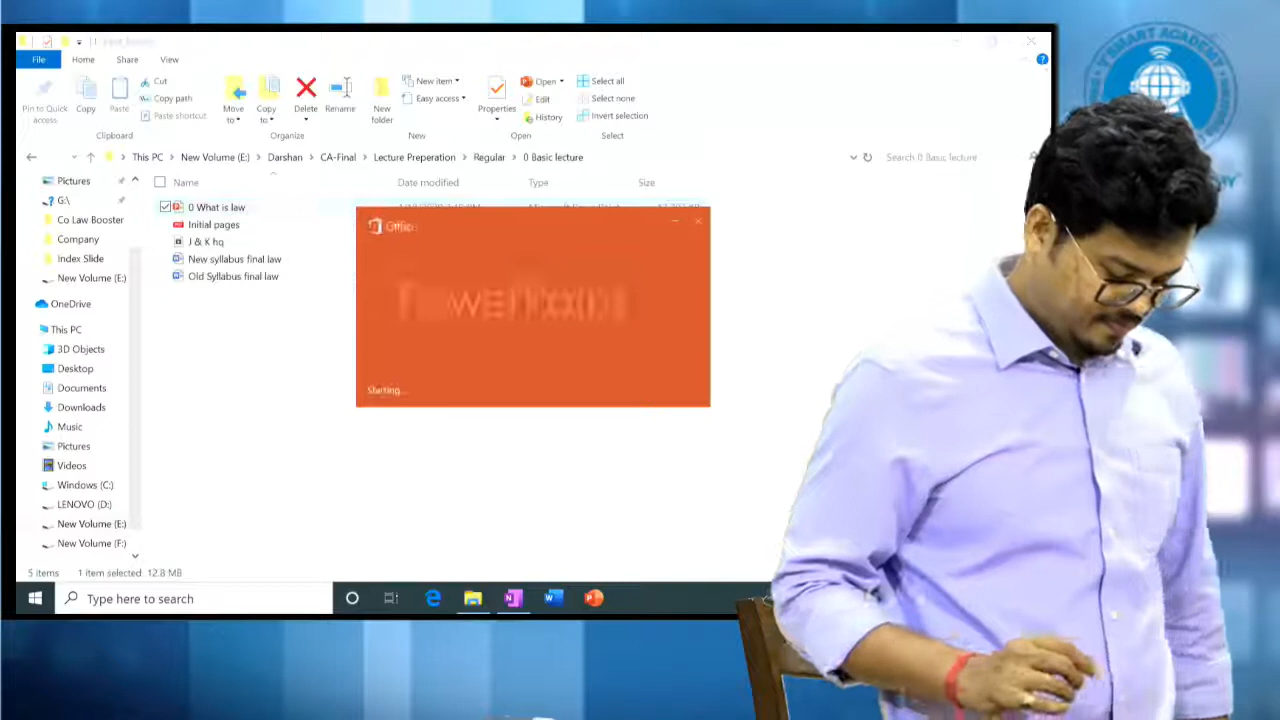 File Home Share View
Pin to Quick access
Copy
Paste
Cut
Copy path
Paste shortcut
Clipboard
Move to
Copy to
Delete
Rename
Organize
New folder
New item
Easy access
New
Properties
Open
Edit
History
Open
Select all
Select none
Invert selection
Select
This PC > New Volume (E:) > Darshan > CA-Final > Lecture Preperation > Regular > 0 Basic lecture
Search 0 Basic lecture
Name Date modified Type Size
0 What is law
Initial pages
J & K hq
New syllabus final law
Old Syllabus final law
Pictures
G:\
Co Law Booster
Company
Index Slide
New Volume (E:)
OneDrive
This PC
3D Objects
Desktop
Documents
Downloads
Music
Pictures
Videos
Windows (C:)
LENOVO (D:)
New Volume (E:)
New Volume (F:)
Office
PowerPoint
Starting...
5 items 1 item selected: 12.8 MB
Type here to search